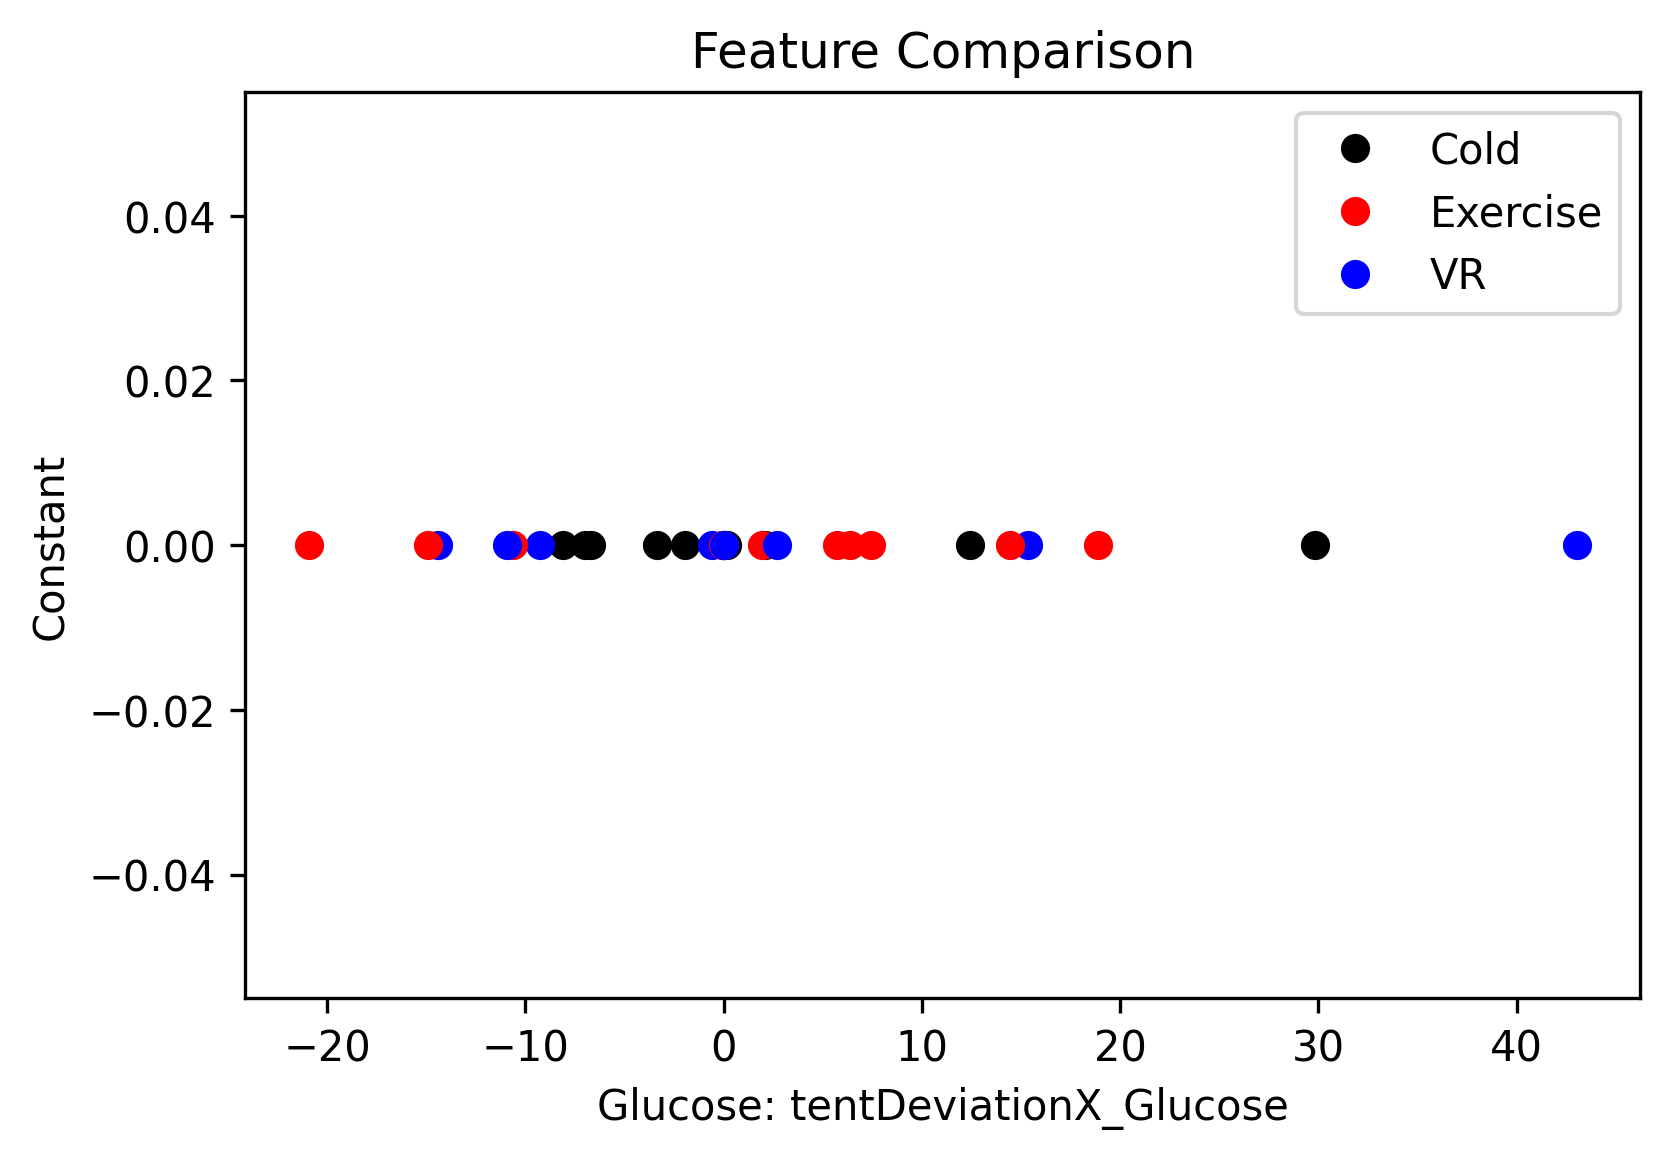 Feature Comparison
Cold
Exercise
VR
0.04
0.02
0.00
−0.02
−0.04
Constant
−20 −10 0 10 20 30 40
Glucose: tentDeviationX_Glucose